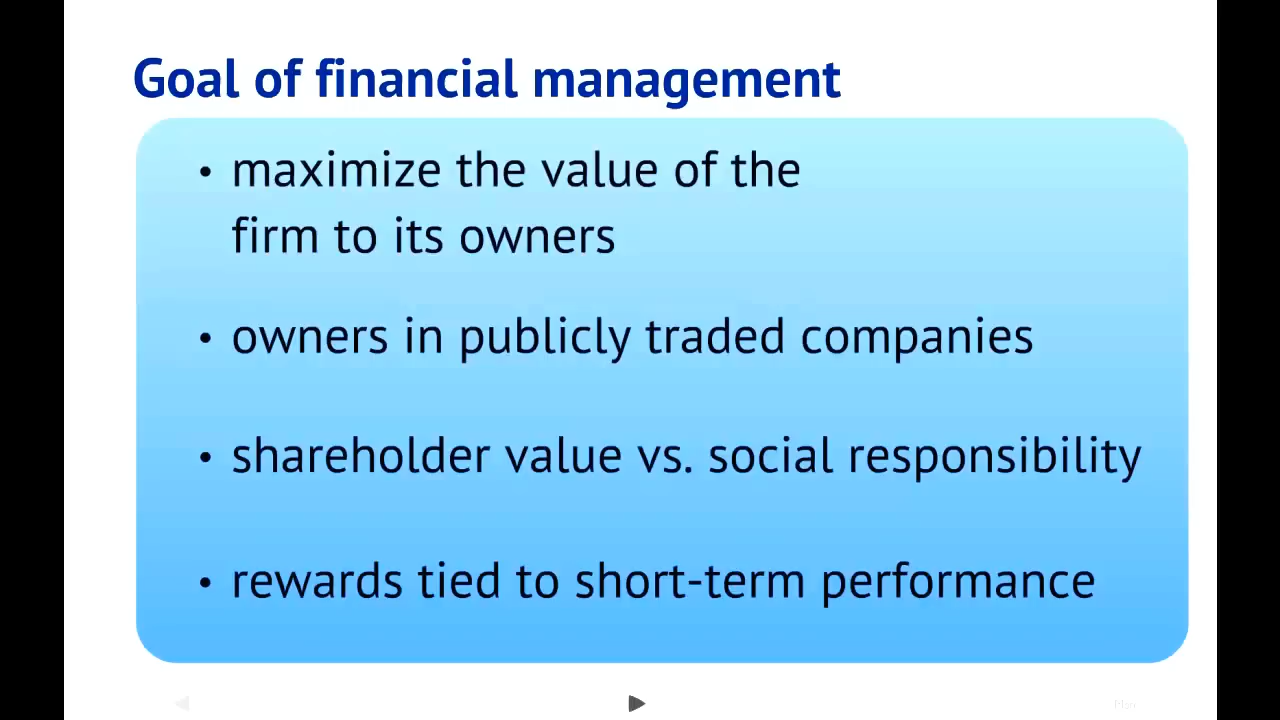 Goal of financial management
• maximize the value of the
firm to its owners
• owners in publicly traded companies
• shareholder value vs. social responsibility
• rewards tied to short-term performance